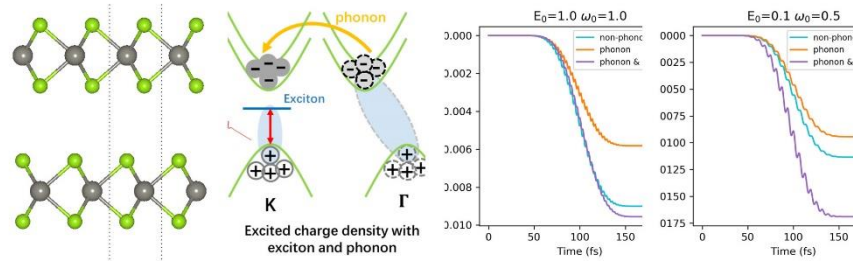 phonon
Exciton
K
Γ
Excited charge density with
exciton and phonon
E₀=1.0 ω₀=1.0
0.000
0.002
0.004
0.006
0.008
0.010
non-phono
phonon
phonon &
0
50
100
150
Time (fs)
E₀=0.1 ω₀=0.5
0000
0025
0050
0075
0100
0125
0150
0175
non-phon
phonon
phonon &
0
50
100
150
Time (fs)